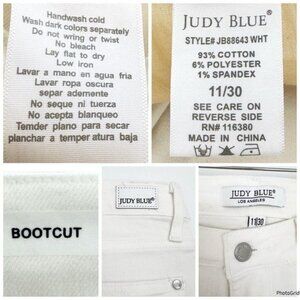 Handwash cold
Wash dark colors separately
Do not wring or twist
No bleach
Lay flat to dry
Low iron
Lavar a mano en agua fria
Lavar ropa oscura
separ ademente
No seque ni tuerza
No acepta blanqueo
Temder piano para secar
planchar a temper atura baja
JUDY BLUE®
STYLE# JB88643 WHT
93% COTTON
6% POLYESTER
1% SPANDEX
11/30
SEE CARE ON
REVERSE SIDE
RN# 116380
MADE IN CHINA
BOOTCUT
JUDY BLUE®
JUDY BLUE®
LOS ANGELES
11/30
PhotoGrid